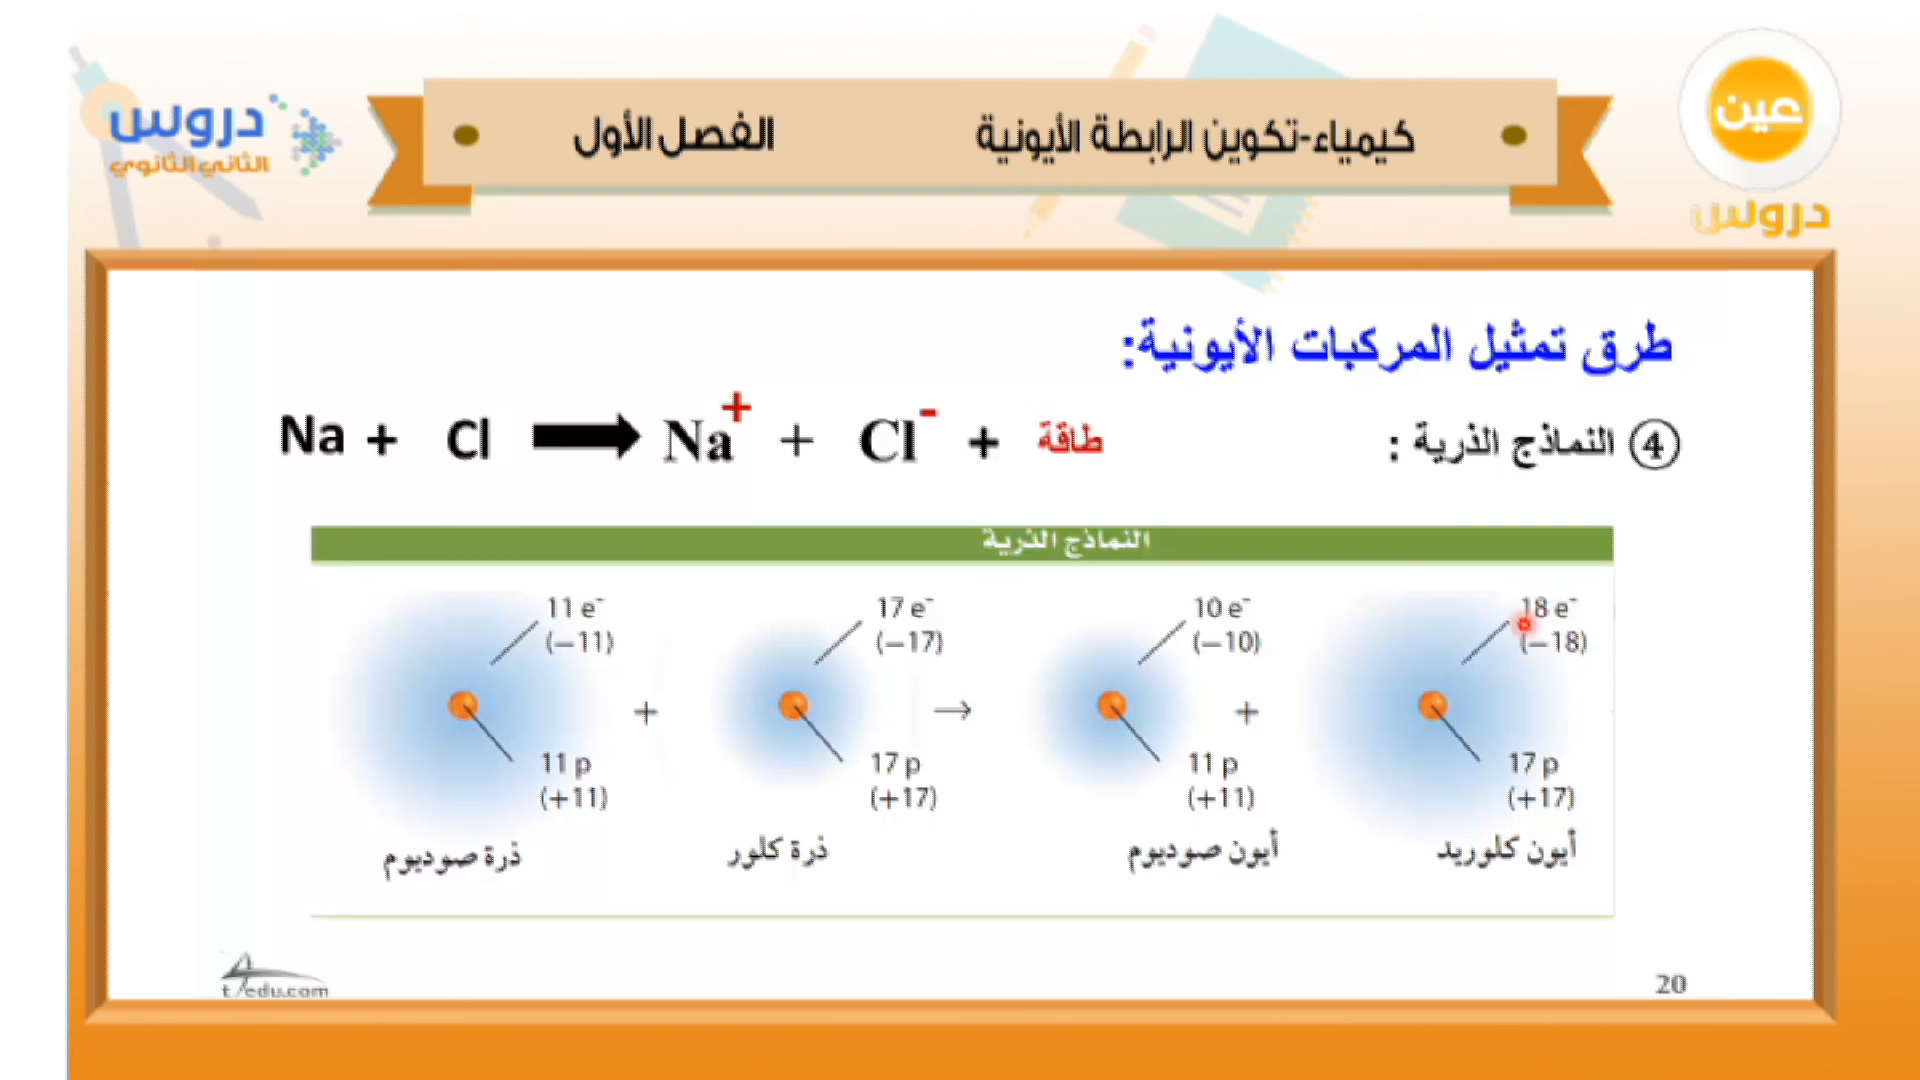 عين
دروس
كيمياء-تكوين الرابطة الأيونية
الفصل الأول
دروس
الثاني الثانوي
طرق تمثيل المركبات الأيونية:
④ النماذج الذرية :
Na + Cl ➡ Na⁺ + Cl⁻ + طاقة
النماذج الذرية
11 e⁻
(−11)
11 p
(+11)
ذرة صوديوم
+
17 e⁻
(−17)
17 p
(+17)
ذرة كلور
→
10 e⁻
(−10)
11 p
(+11)
أيون صوديوم
+
18 e⁻
(−18)
17 p
(+17)
أيون كلوريد
20